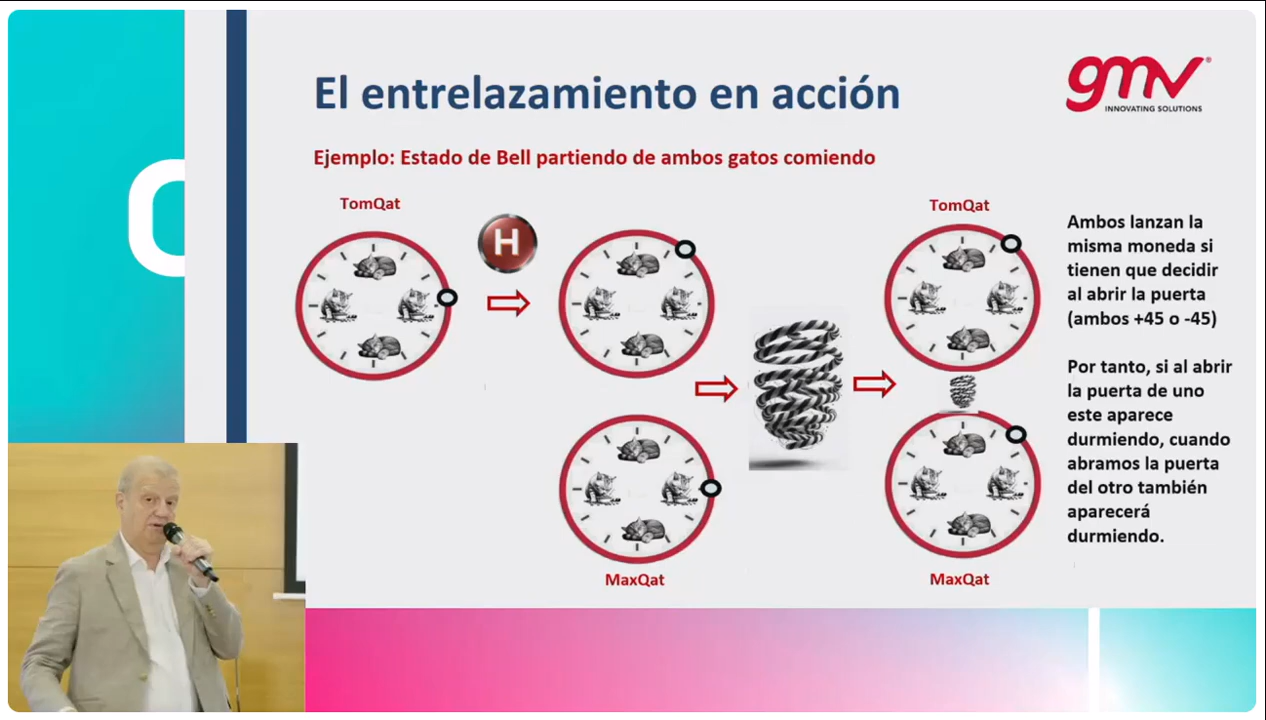 El entrelazamiento en acción
gmv®
INNOVATING SOLUTIONS
Ejemplo: Estado de Bell partiendo de ambos gatos comiendo
TomQat
H
MaxQat
TomQat
MaxQat
Ambos lanzan la
misma moneda si
tienen que decidir
al abrir la puerta
(ambos +45 o -45)
Por tanto, si al abrir
la puerta de uno
este aparece
durmiendo, cuando
abramos la puerta
del otro también
aparecerá
durmiendo.